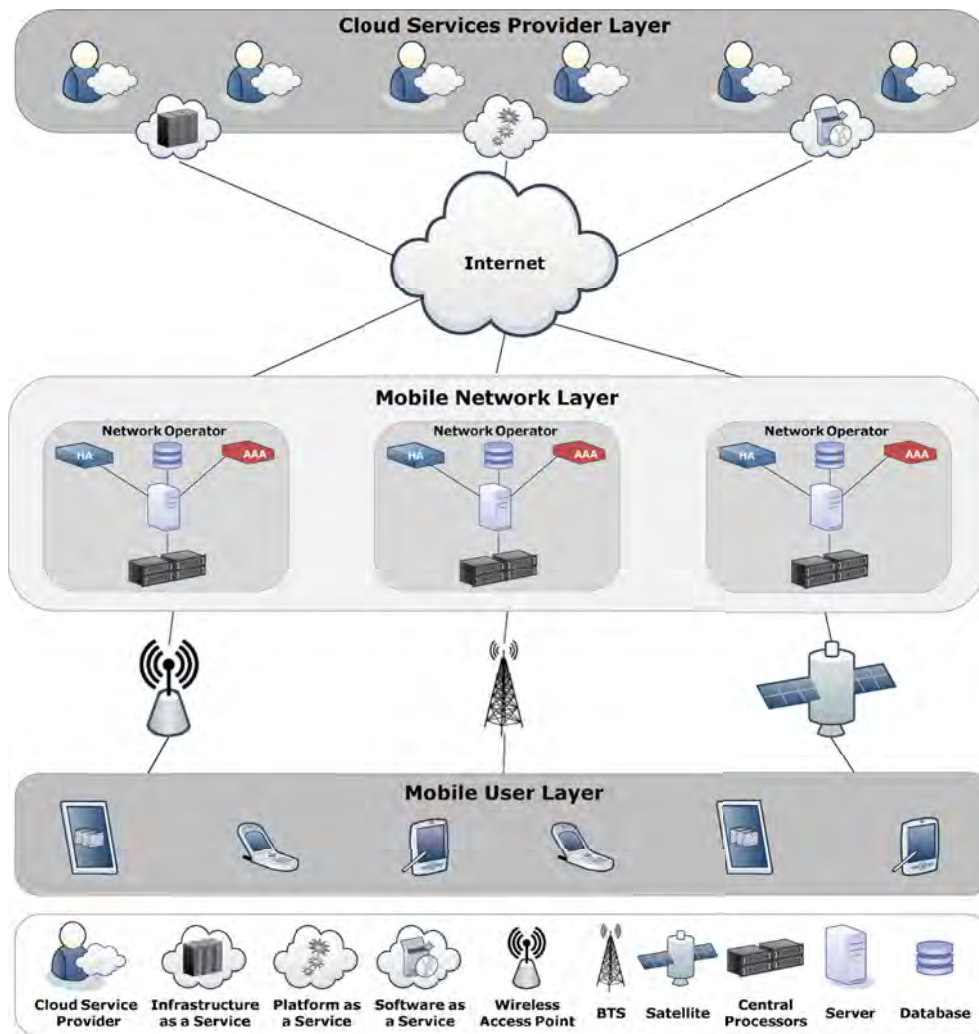 Cloud Services Provider Layer
Internet
Mobile Network Layer
Network Operator
HA
AAA
Network Operator
HA
AAA
Network Operator
HA
AAA
Mobile User Layer
Cloud Service
Provider
Infrastructure
as a Service
Platform as
a Service
Software as
a Service
Wireless
Access Point
BTS
Satellite
Central
Processors
Server
Database